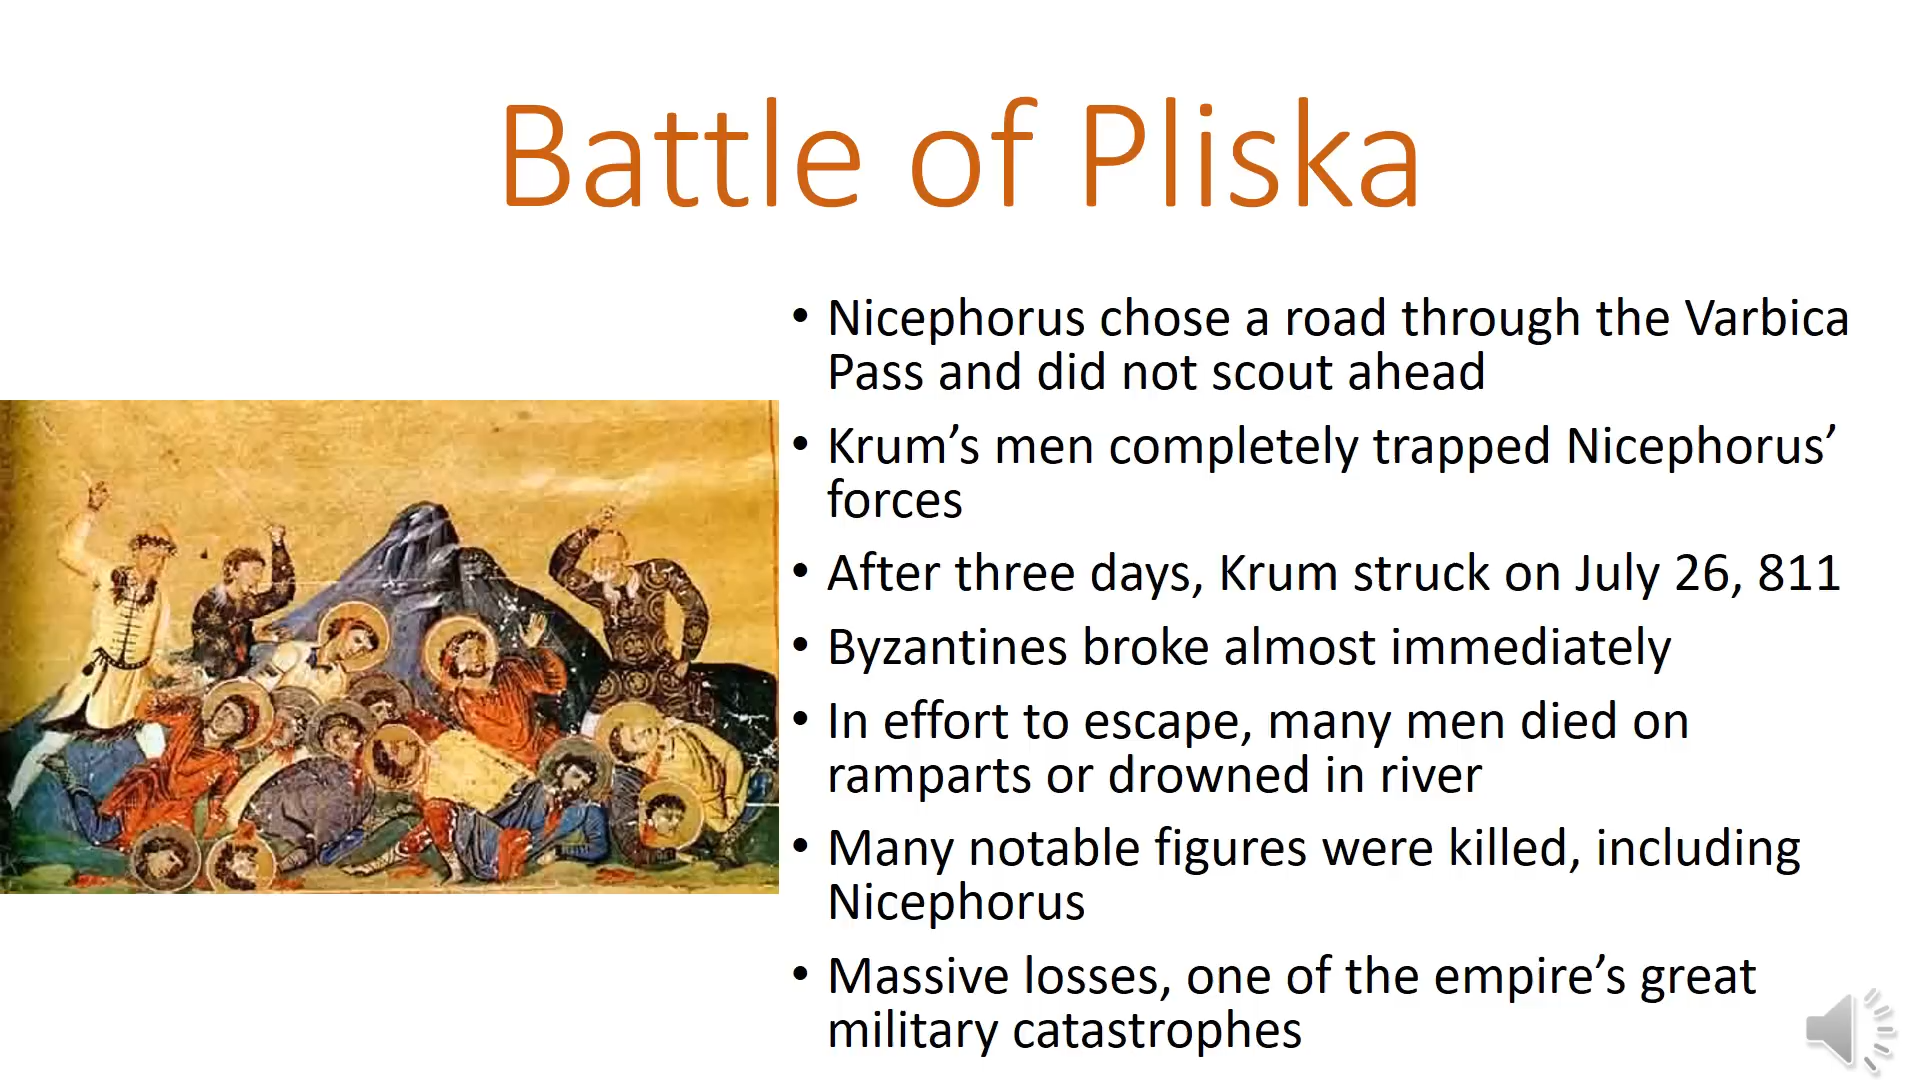 Battle of Pliska
• Nicephorus chose a road through the Varbica
Pass and did not scout ahead
• Krum’s men completely trapped Nicephorus’
forces
• After three days, Krum struck on July 26, 811
• Byzantines broke almost immediately
• In effort to escape, many men died on
ramparts or drowned in river
• Many notable figures were killed, including
Nicephorus
• Massive losses, one of the empire’s great
military catastrophes